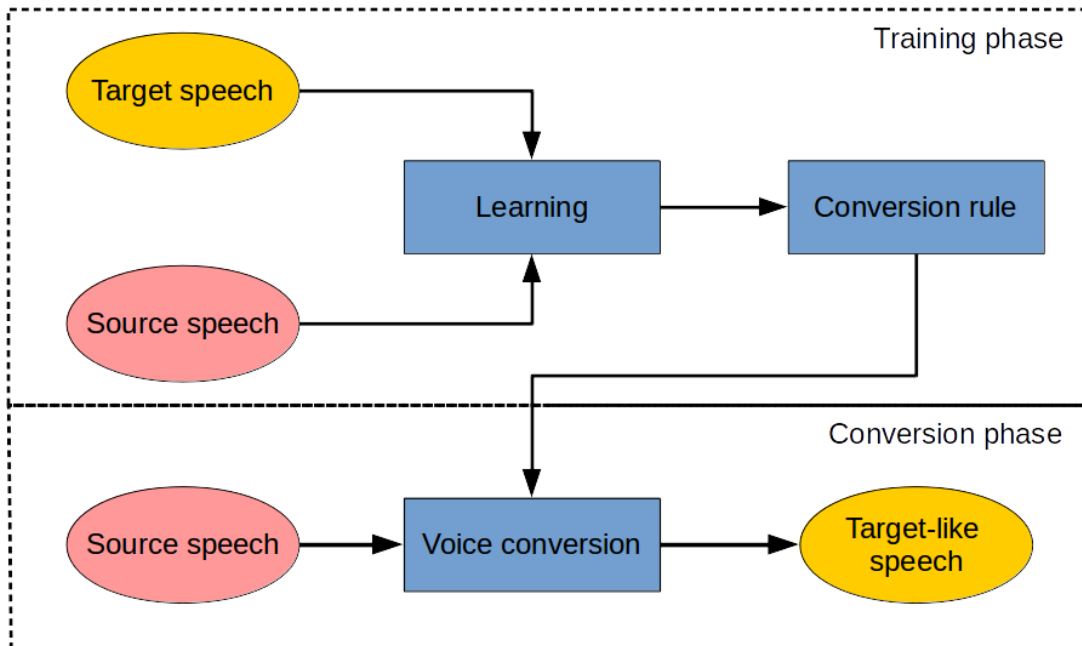 Training phase
Target speech
Learning
Conversion rule
Source speech
Conversion phase
Source speech
Voice conversion
Target-like
speech